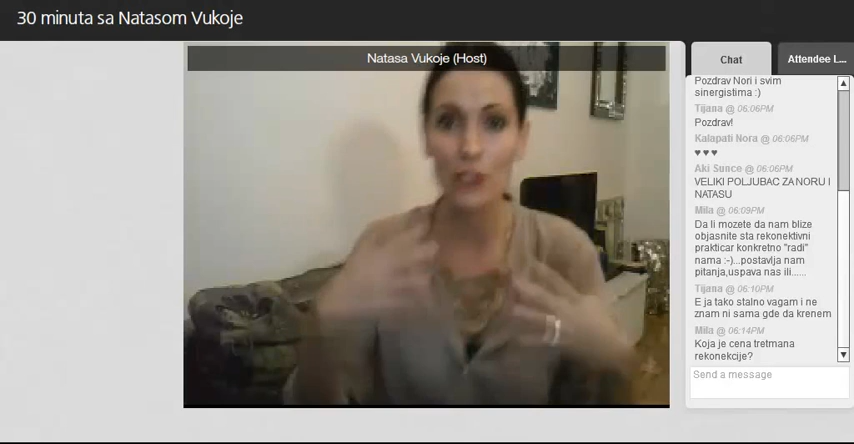 30 minuta sa Natasom Vukoje
Natasa Vukoje (Host)
Chat
Attendee L...
Pozdrav Nori i svim
sinergistima :)
Tijana @ 06:06PM
Pozdrav!
Kalapati Nora @ 06:06PM
♥ ♥ ♥
Aki Sunce @ 06:06PM
VELIKI POLJUBAC ZA NORU I
NATASU
Mila @ 06:09PM
Da li mozete da nam blize
objasnite sta rekonektivni
prakticar konkretno "radi"
nama :-)...postavlja nam
pitanja,uspava nas ili......
Tijana @ 06:10PM
E ja tako stalno vagam i ne
znam ni sama gde da krenem
Mila @ 06:14PM
Koja je cena tretmana
rekonekcije?
Send a message